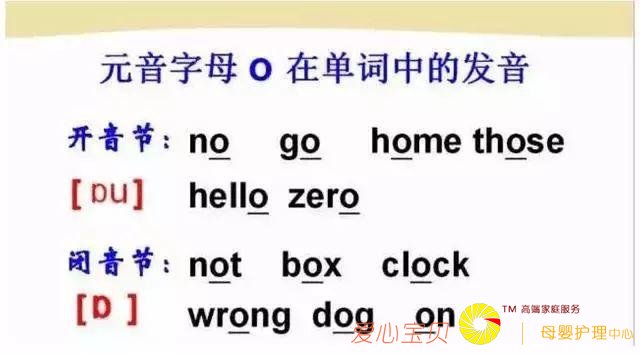 元音字母 o 在单词中的发音
开音节: no go home those
[ɒu] hello zero
闭音节: not box clock
[ɒ] wrong dog on
爱心宝贝
TM 高端家庭服务
母婴护理中心